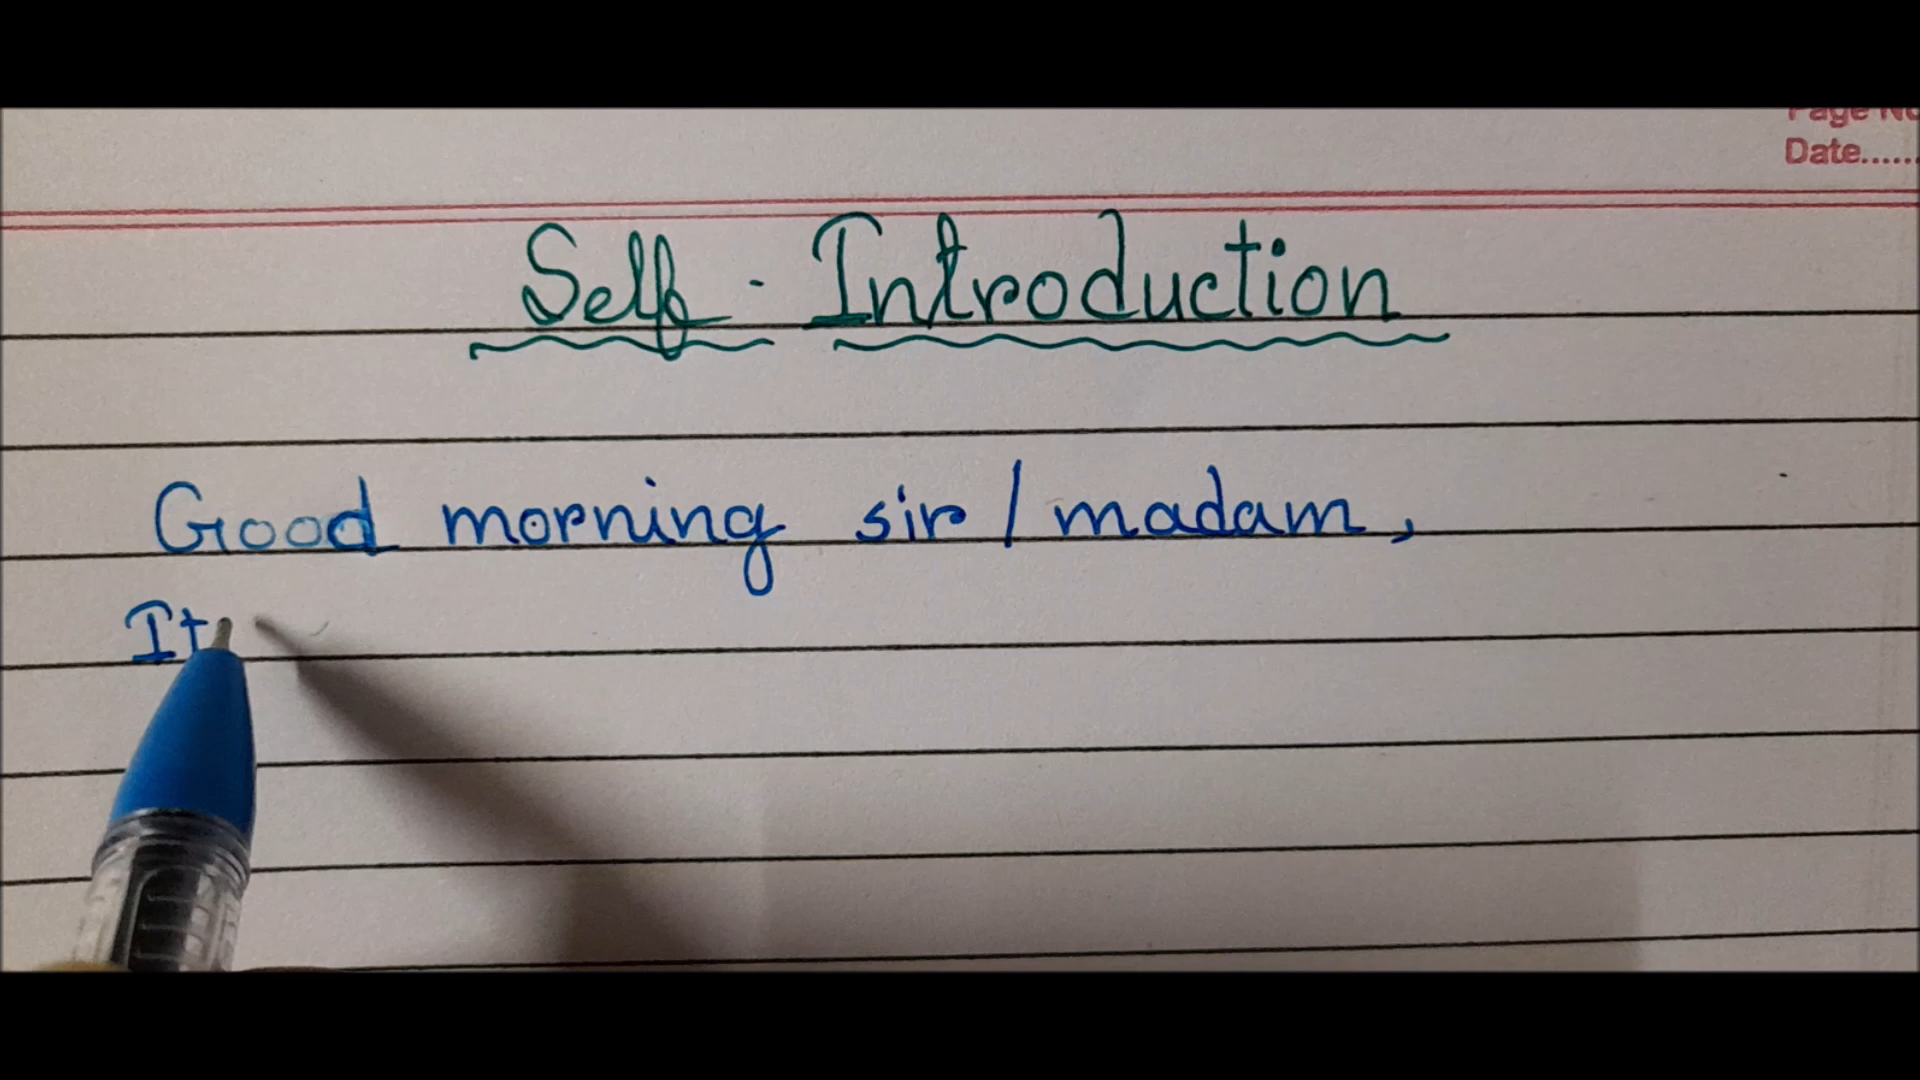 Page No
Date......
Self - Introduction
Good morning sir / madam,
It